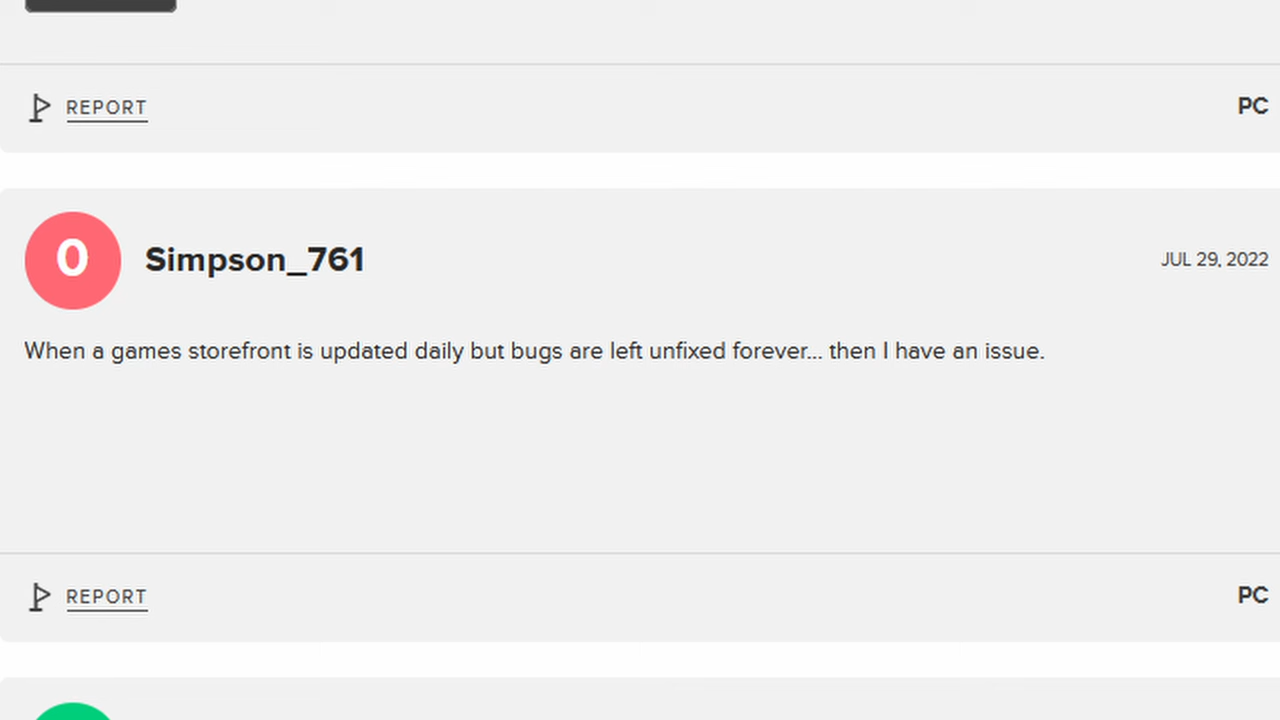 REPORT
PC
0
Simpson_761
JUL 29, 2022
When a games storefront is updated daily but bugs are left unfixed forever... then I have an issue.
REPORT
PC